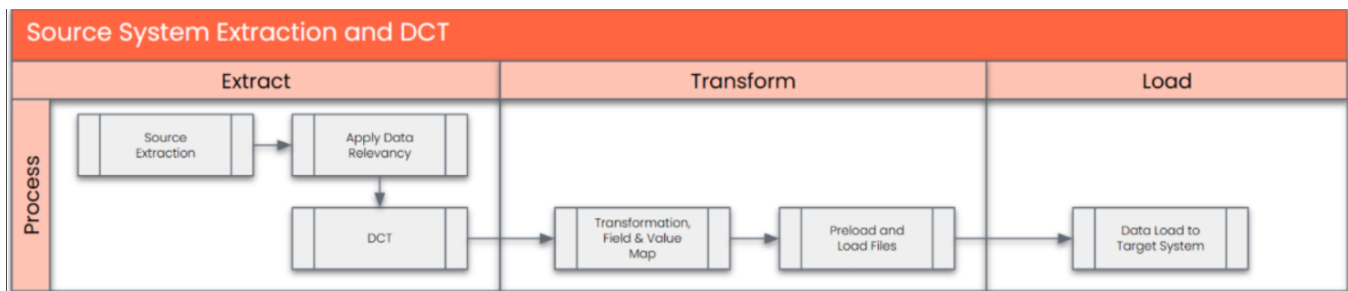 Source System Extraction and DCT
Extract
Transform
Load
Process
Source
Extraction
Apply Data
Relevancy
DCT
Transformation,
Field & Value
Map
Preload and
Load Files
Data Load to
Target System